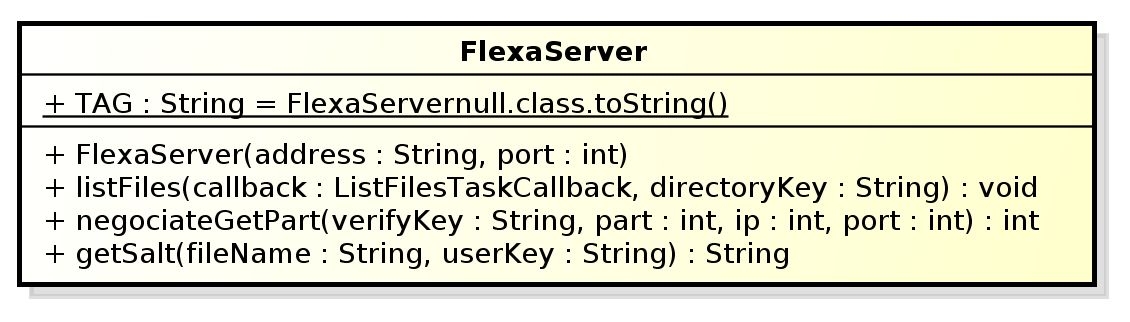 FlexaServer
+ TAG : String = FlexaServernull.class.toString()
+ FlexaServer(address : String, port : int)
+ listFiles(callback : ListFilesTaskCallback, directoryKey : String) : void
+ negociateGetPart(verifyKey : String, part : int, ip : int, port : int) : int
+ getSalt(fileName : String, userKey : String) : String